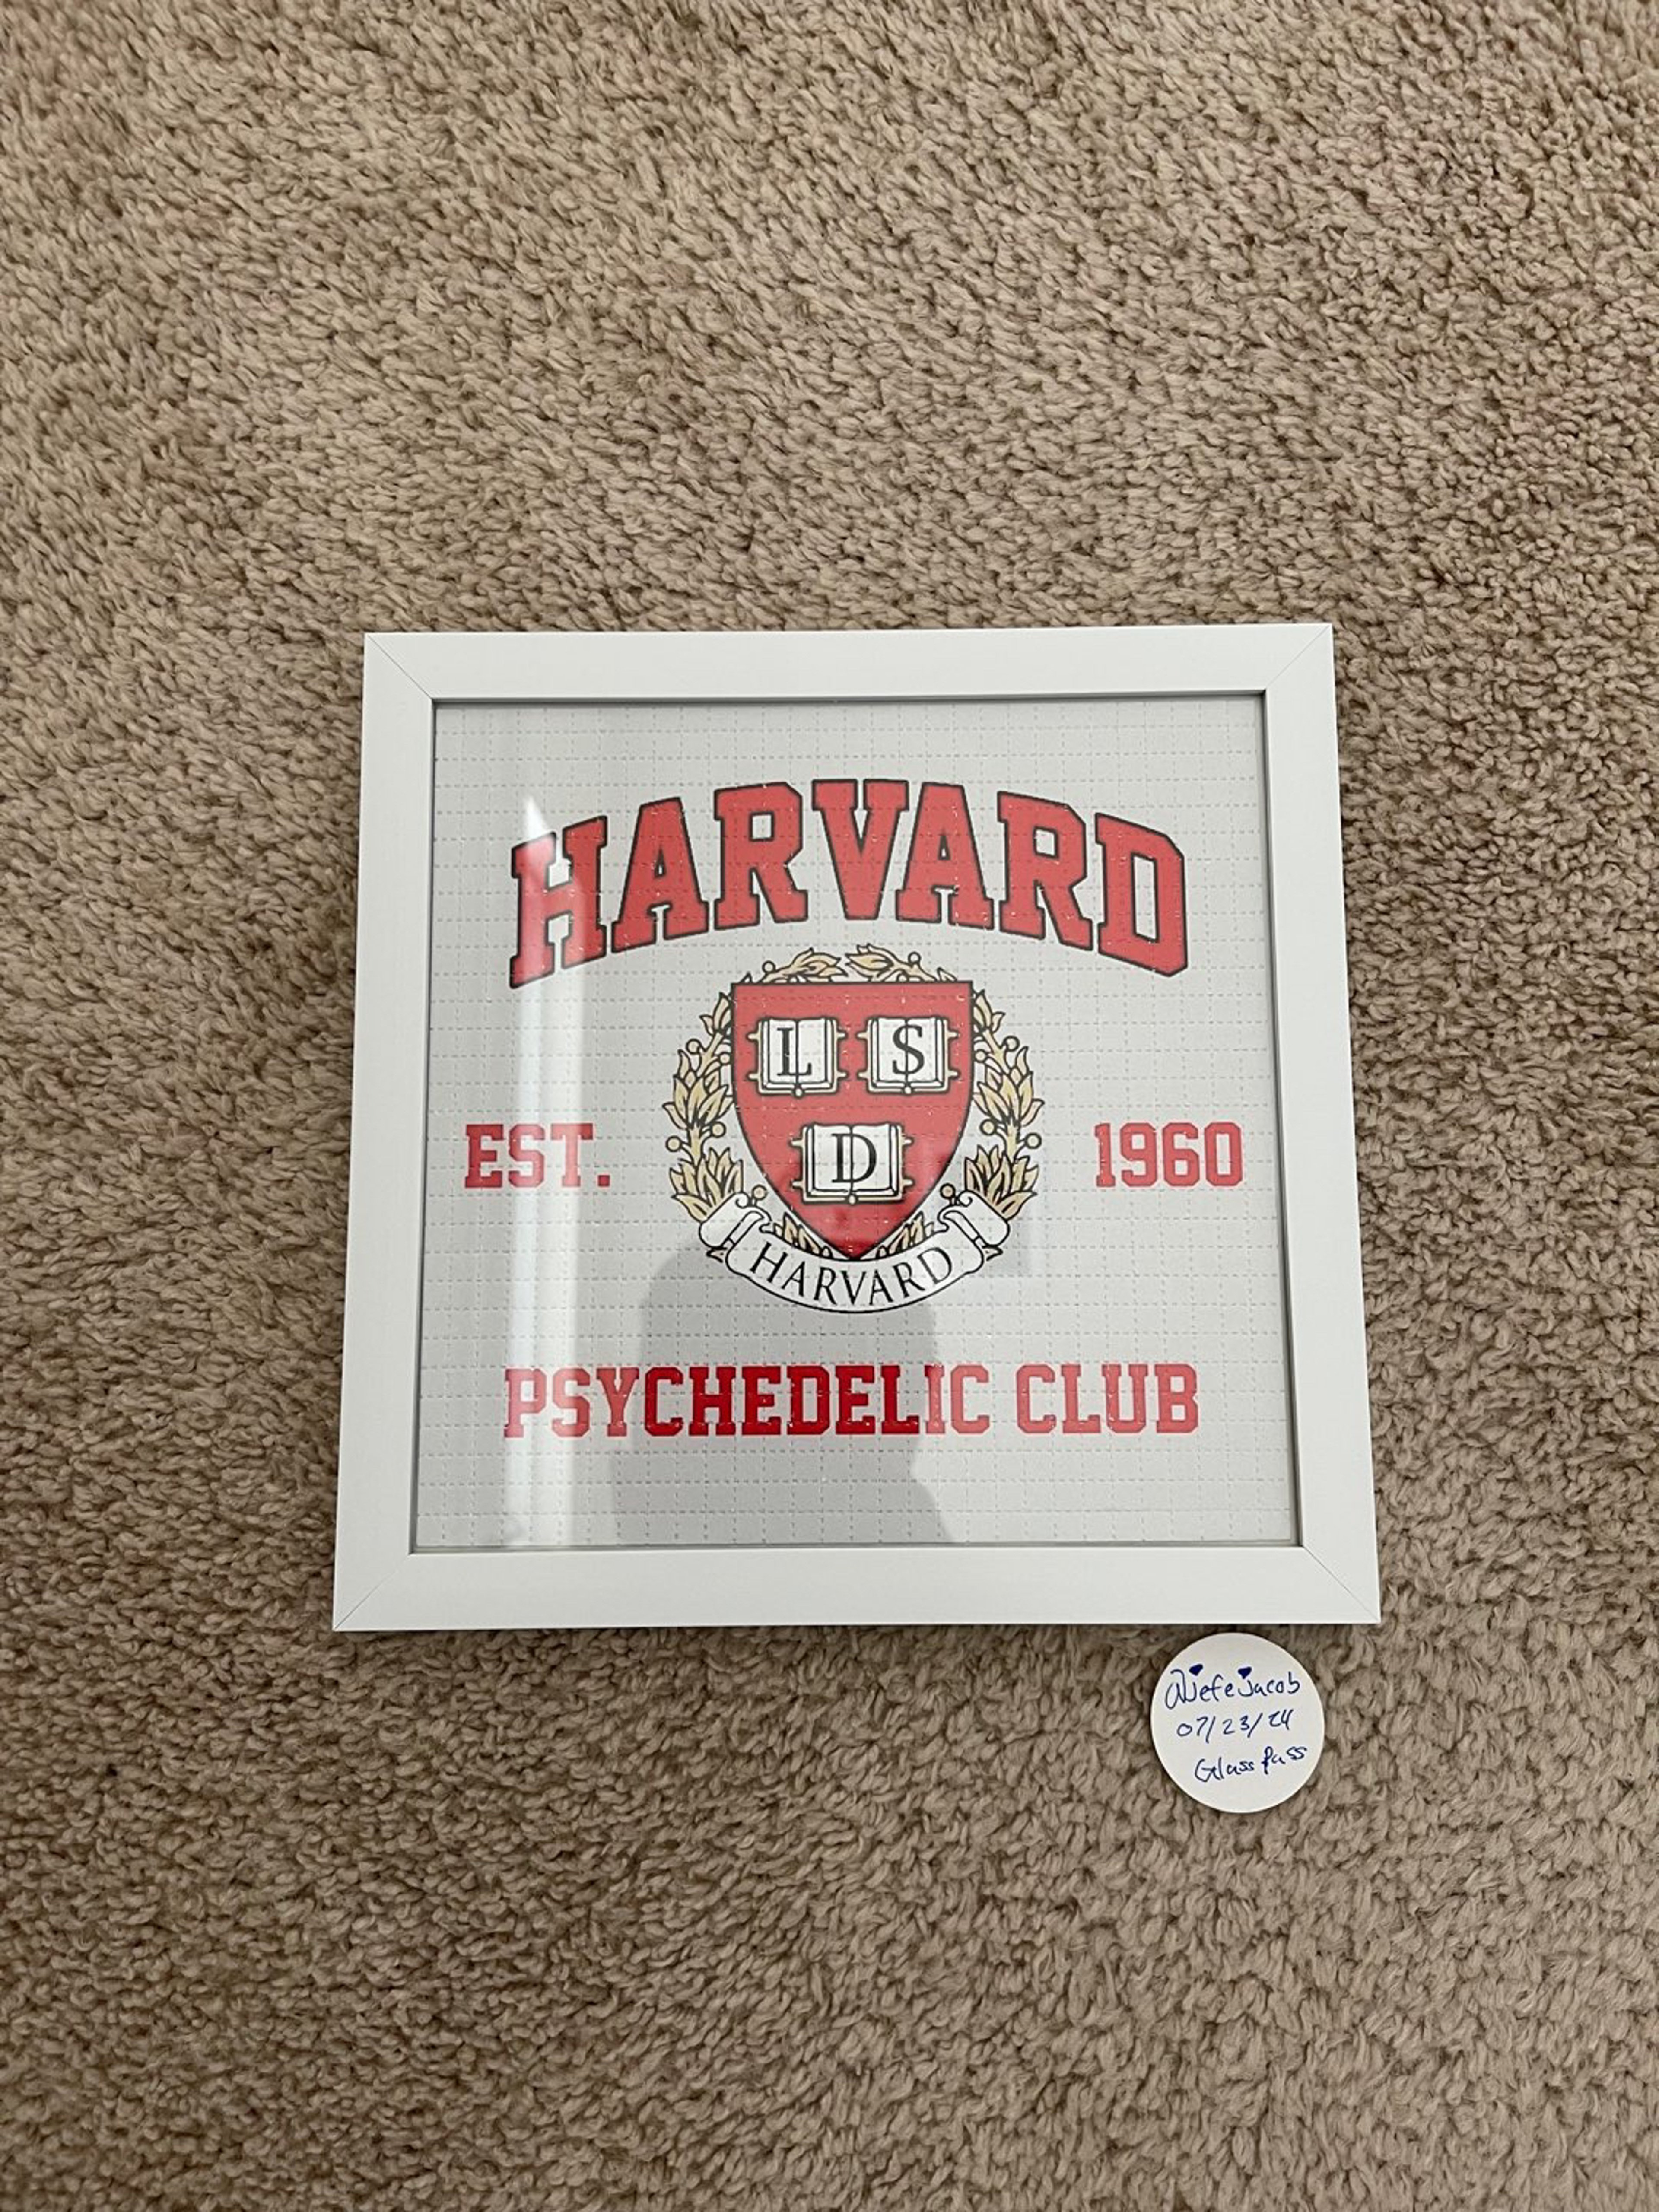 HARVARD
L S
D
EST. 1960
HARVARD
PSYCHEDELIC CLUB
07/23/24
Glass pass